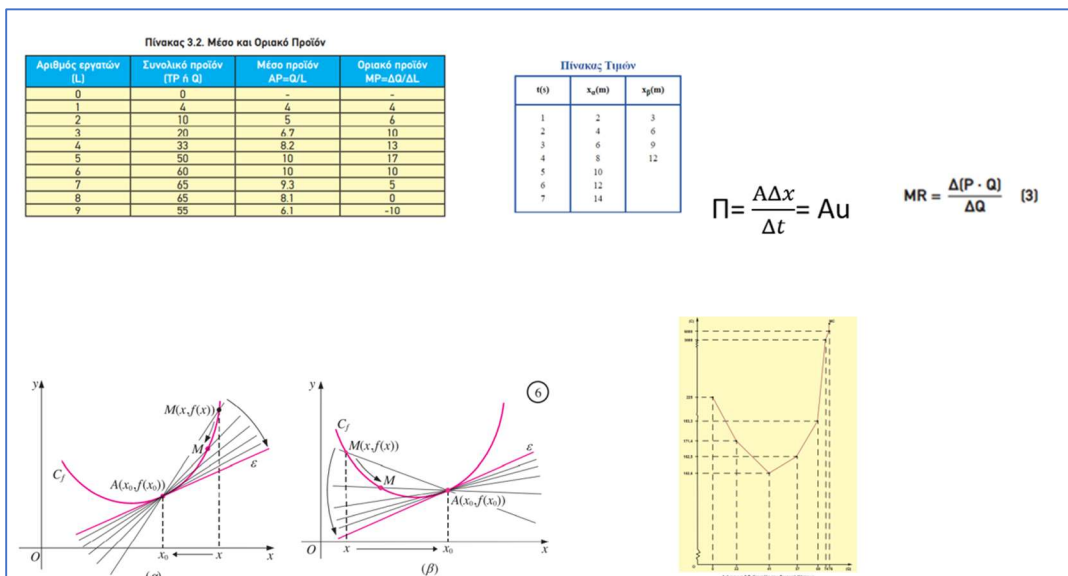 Πίνακας 3.2. Μέσο και Οριακό Προϊόν
Αριθμός εργατών (L) Συνολικό προϊόν (TP ή Q) Μέσο προϊόν AP=Q/L Οριακό προϊόν MP=ΔQ/ΔL
0 0 - -
1 4 4 4
2 10 5 6
3 20 6.7 10
4 33 8.2 13
5 50 10 17
6 60 10 10
7 65 9.3 5
8 65 8.1 0
9 55 6.1 -10
Πίνακας Τιμών
t(s) xα(m) xβ(m)
1 2 3
2 4 6
3 6 9
4 8 12
5 10
6 12
7 14
Π= AΔx/Δt = Au
MR = Δ(P · Q)/ΔQ (3)
y
M(x,f(x))
M
Cf
ε
A(x₀,f(x₀))
O x₀ x x
(α)
y
6
Cf
M(x,f(x))
M
ε
A(x₀,f(x₀))
O x x₀ x
(β)